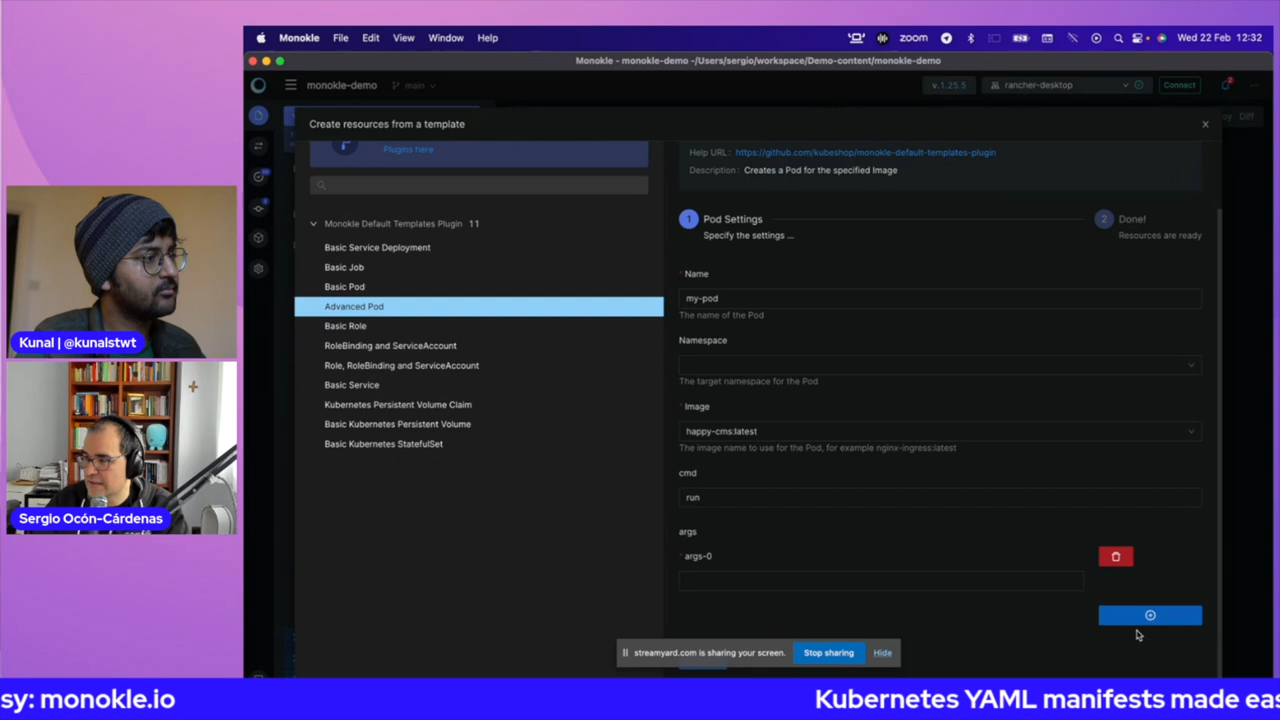 Monokle File Edit View Window Help zoom Wed 22 Feb 12:32
Monokle - monokle-demo -/Users/sergio/workspace/Demo-content/monokle-demo
monokle-demo main v.1.25.5 rancher-desktop Connect
Create resources from a template
oy Diff
Plugins here
Monokle Default Templates Plugin 11
Basic Service Deployment
Basic Job
Basic Pod
Advanced Pod
Basic Role
RoleBinding and ServiceAccount
Role, RoleBinding and ServiceAccount
Basic Service
Kubernetes Persistent Volume Claim
Basic Kubernetes Persistent Volume
Basic Kubernetes StatefulSet
Help URL: https://github.com/kubeshop/monokle-default-templates-plugin
Description: Creates a Pod for the specified Image
1 Pod Settings
Specify the settings ...
2 Done!
Resources are ready
* Name
my-pod
The name of the Pod
Namespace
The target namespace for the Pod
* Image
happy-cms:latest
The image name to use for the Pod, for example nginx-ingress:latest
cmd
run
args
* args-0
streamyard.com is sharing your screen. Stop sharing Hide
Kunal | @kunalstwt
Sergio Ocón-Cárdenas
sy: monokle.io Kubernetes YAML manifests made eas